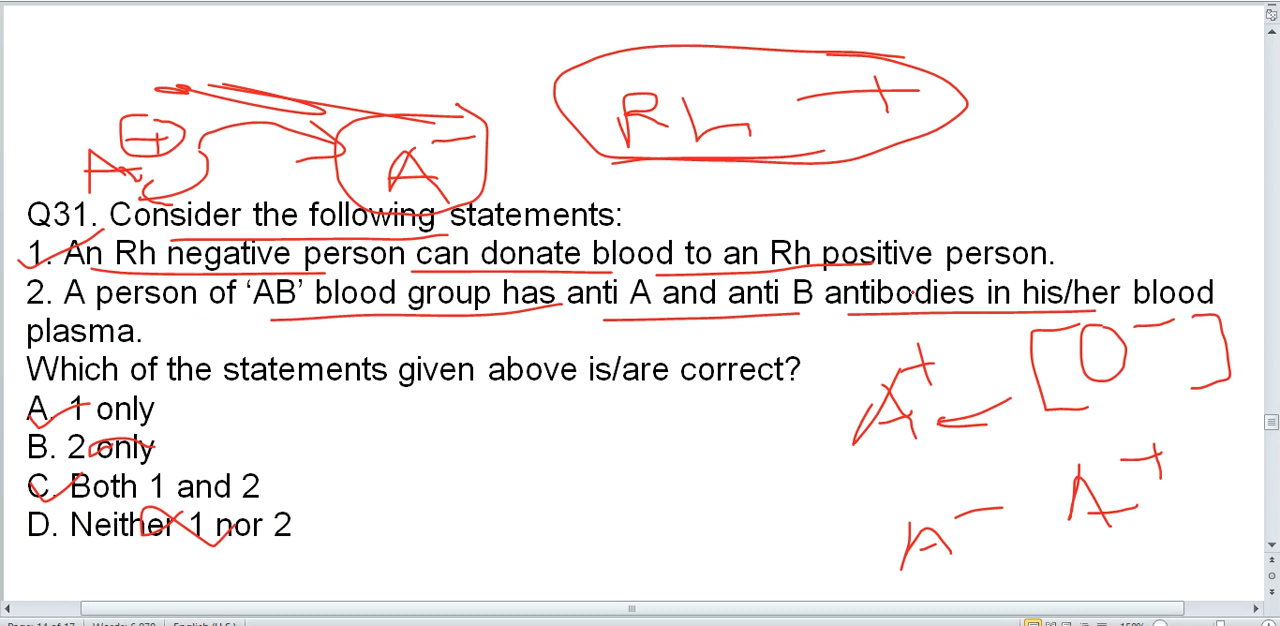 Rh +
A+ A-
Q31. Consider the following statements:
1. An Rh negative person can donate blood to an Rh positive person.
2. A person of ‘AB’ blood group has anti A and anti B antibodies in his/her blood
plasma.
Which of the statements given above is/are correct?
A. 1 only
B. 2 only
C. Both 1 and 2
D. Neither 1 nor 2
A+ O-
A- A+